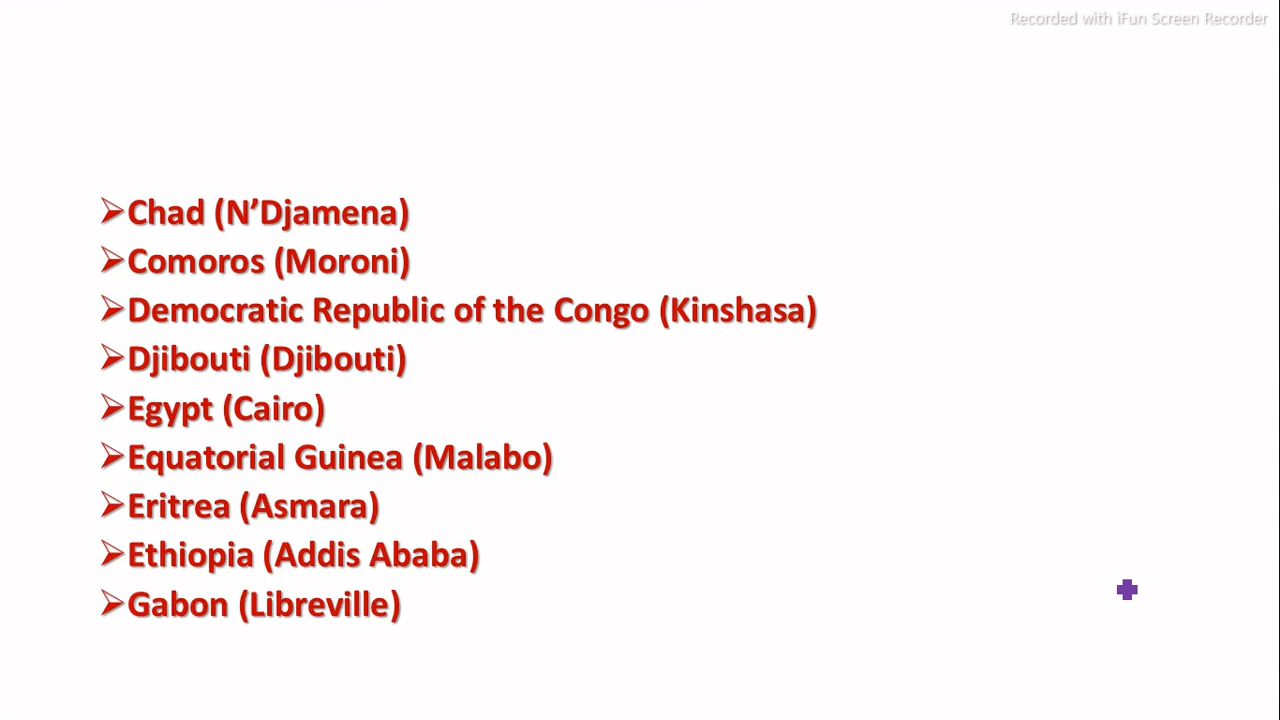 Recorded with iFun Screen Recorder
➢Chad (N’Djamena)
➢Comoros (Moroni)
➢Democratic Republic of the Congo (Kinshasa)
➢Djibouti (Djibouti)
➢Egypt (Cairo)
➢Equatorial Guinea (Malabo)
➢Eritrea (Asmara)
➢Ethiopia (Addis Ababa)
➢Gabon (Libreville)